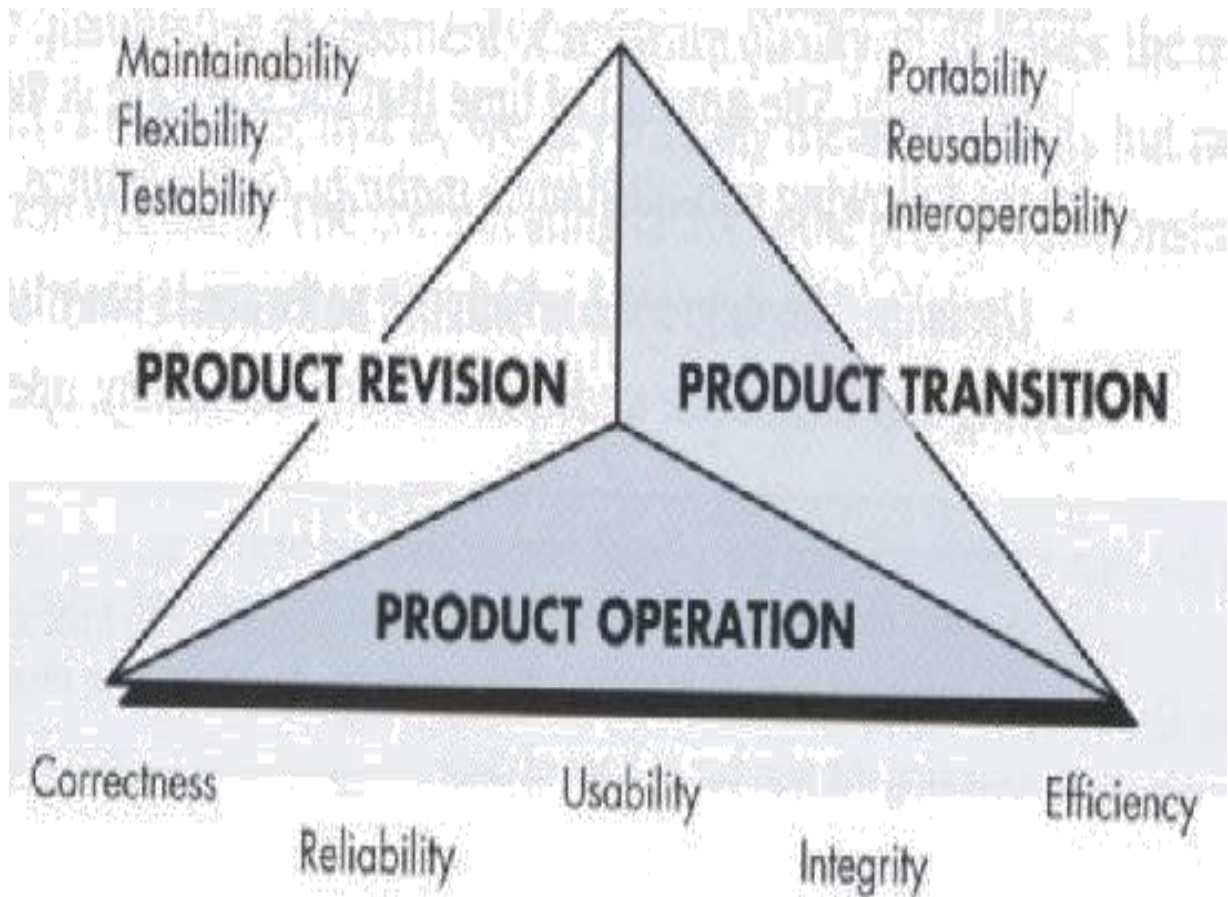 Maintainability
Flexibility
Testability
Portability
Reusability
Interoperability
PRODUCT REVISION
PRODUCT TRANSITION
PRODUCT OPERATION
Correctness
Usability
Efficiency
Reliability
Integrity